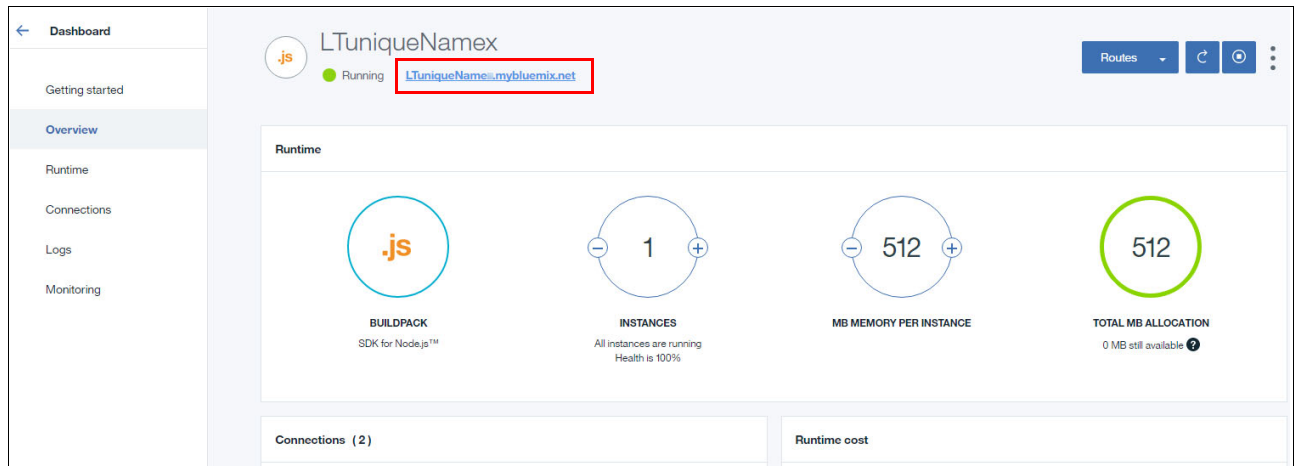 Dashboard
Getting started
Overview
Runtime
Connections
Logs
Monitoring
.js
LTuniqueNamex
Running
.mybluemix.net
Routes
Runtime
.js
BUILDPACK
SDK for Node.js™
1
INSTANCES
All instances are running
Health is 100%
512
MB MEMORY PER INSTANCE
512
TOTAL MB ALLOCATION
0 MB still available ?
Connections (2)
Runtime cost